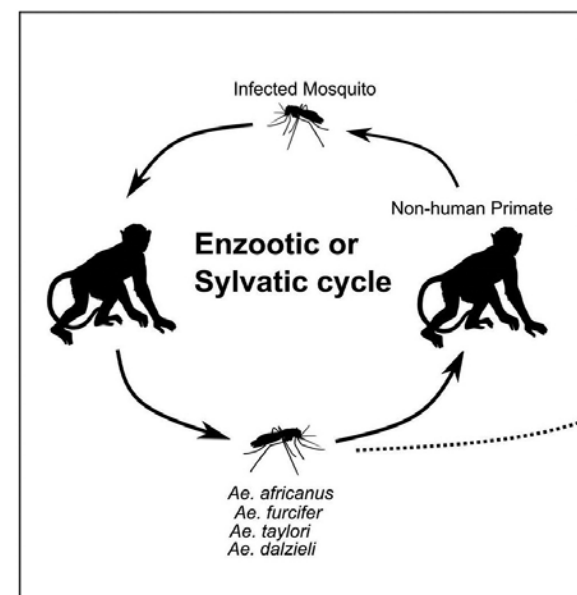 Infected Mosquito
Non-human Primate
Enzootic or
Sylvatic cycle
Ae. africanus
Ae. furcifer
Ae. taylori
Ae. dalzieli